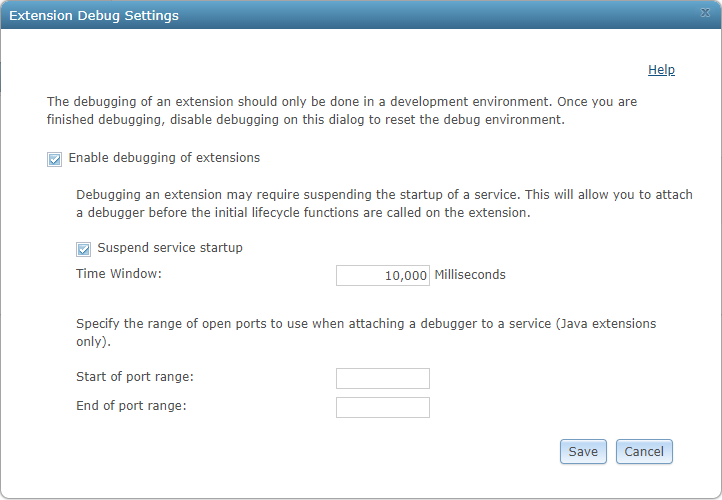 Extension Debug Settings
Help
The debugging of an extension should only be done in a development environment. Once you are
finished debugging, disable debugging on this dialog to reset the debug environment.
Enable debugging of extensions
Debugging an extension may require suspending the startup of a service. This will allow you to attach
a debugger before the initial lifecycle functions are called on the extension.
Suspend service startup
Time Window: 10,000 Milliseconds
Specify the range of open ports to use when attaching a debugger to a service (Java extensions
only).
Start of port range:
End of port range:
Save Cancel